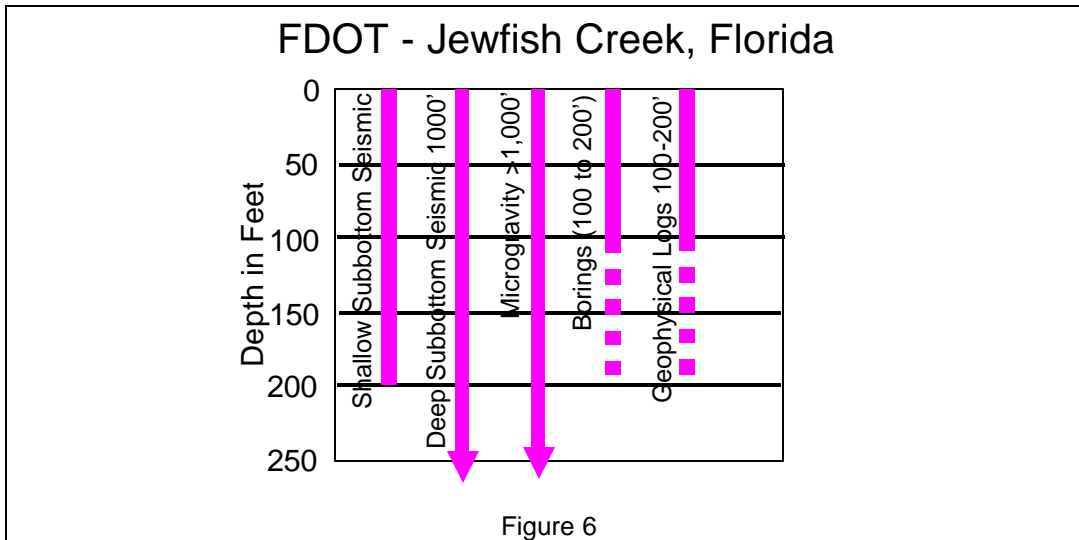 FDOT - Jewfish Creek, Florida
Depth in Feet
0
50
100
150
200
250
Shallow Subbottom Seismic
Deep Subbottom Seismic 1000’
Microgravity >1,000’
Borings (100 to 200’)
Geophysical Logs 100-200’
Figure 6